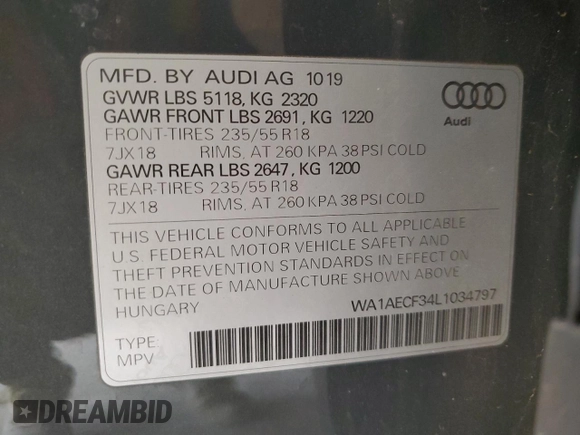 MFD. BY AUDI AG 1019
GVWR LBS 5118, KG 2320
GAWR FRONT LBS 2691, KG 1220
FRONT-TIRES 235/55 R18
7JX18 RIMS, AT 260 KPA 38 PSI COLD
GAWR REAR LBS 2647, KG 1200
REAR-TIRES 235/55 R18
7JX18 RIMS, AT 260 KPA 38 PSI COLD
Audi
THIS VEHICLE CONFORMS TO ALL APPLICABLE
U.S. FEDERAL MOTOR VEHICLE SAFETY AND
THEFT PREVENTION STANDARDS IN EFFECT ON
THE DATE OF MANUFACTURE SHOWN ABOVE
HUNGARY
WA1AECF34L1034797
TYPE:
MPV
DREAMBID